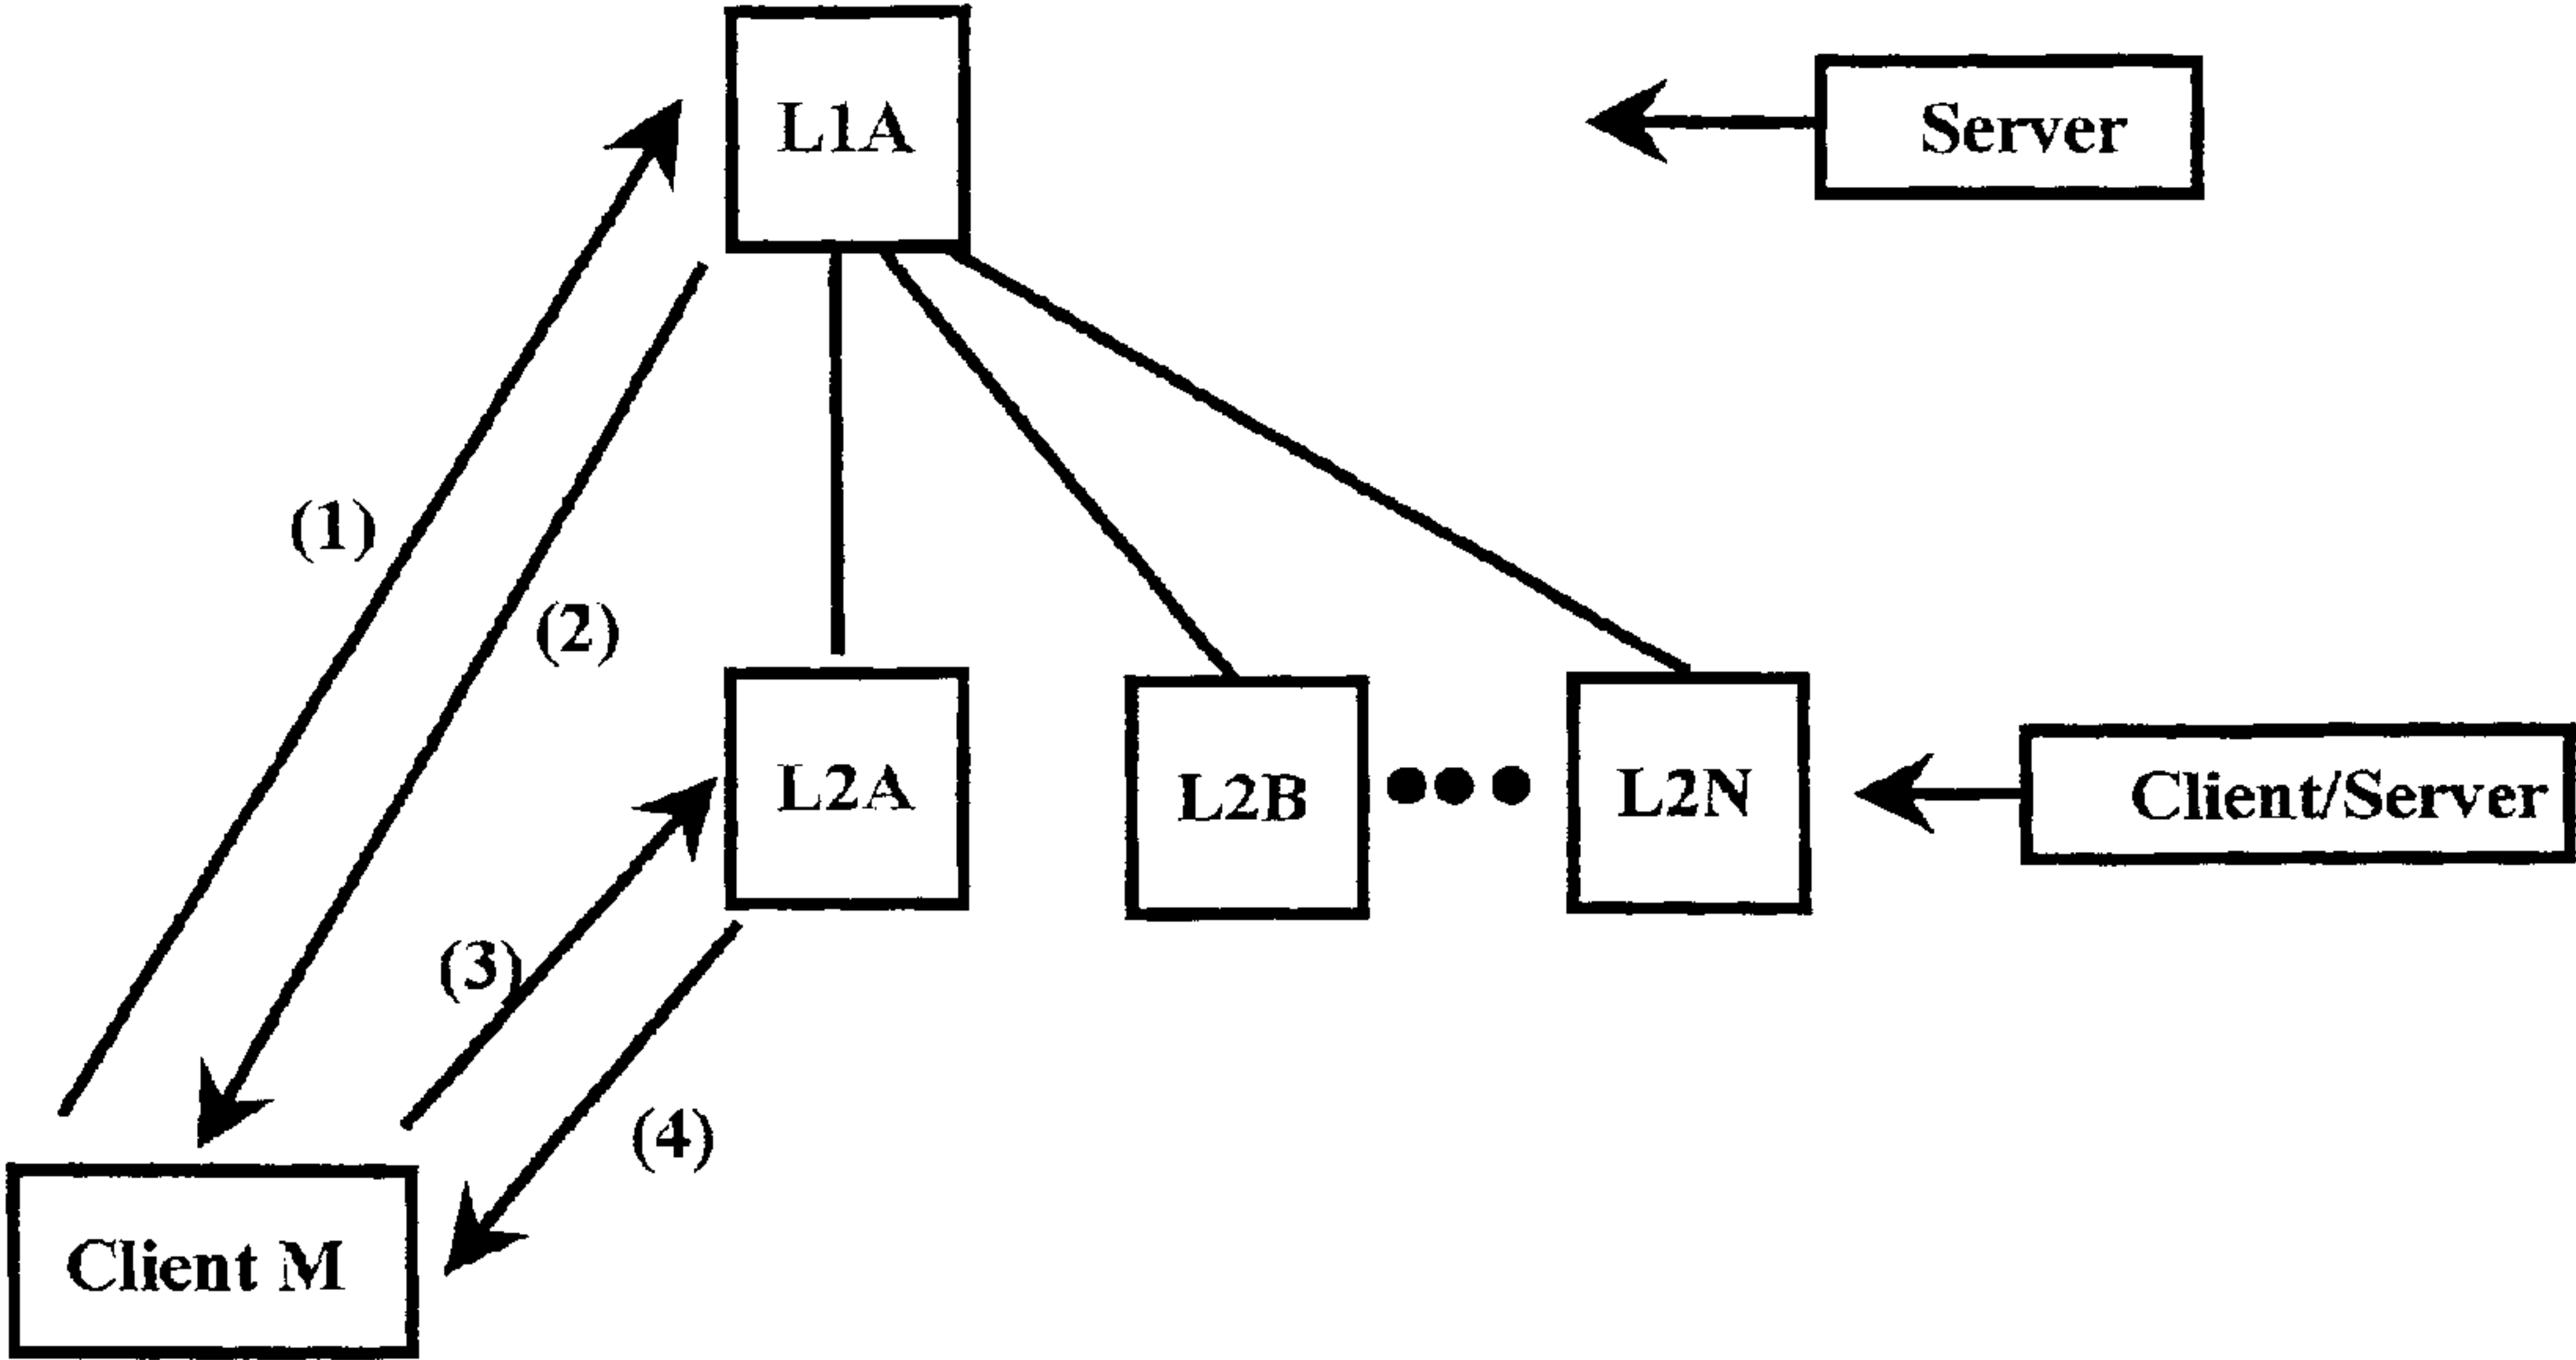 L1A
Server
(1)
(2)
L2A
L2B
L2N
Client/Server
(3)
(4)
Client M